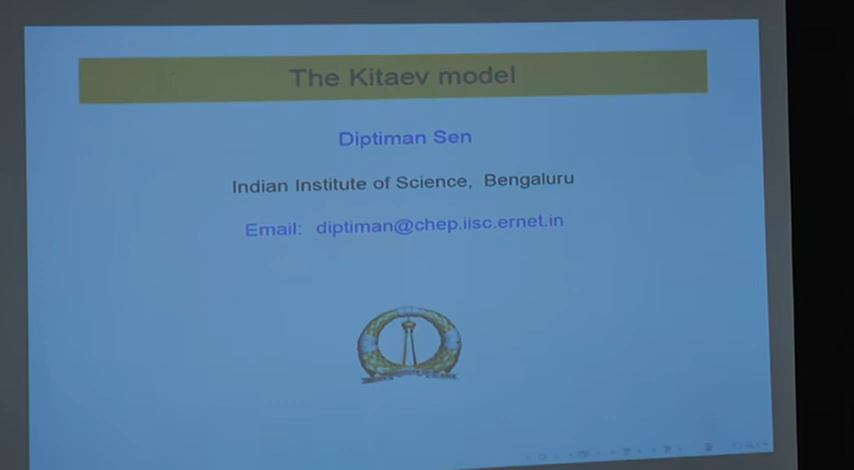 The Kitaev model
Diptiman Sen
Indian Institute of Science, Bengaluru
Email: diptiman@chep.iisc.ernet.in